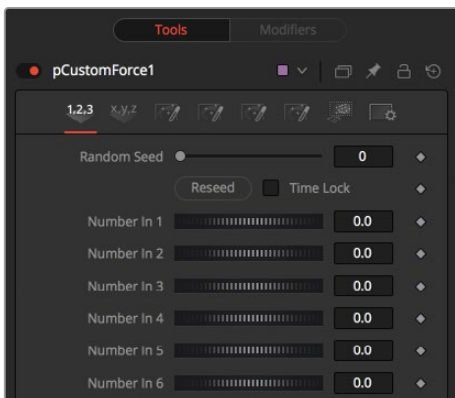 Tools Modifiers
pCustomForce1
1,2,3 x,y,z
Random Seed 0
Reseed Time Lock
Number In 1 0.0
Number In 2 0.0
Number In 3 0.0
Number In 4 0.0
Number In 5 0.0
Number In 6 0.0